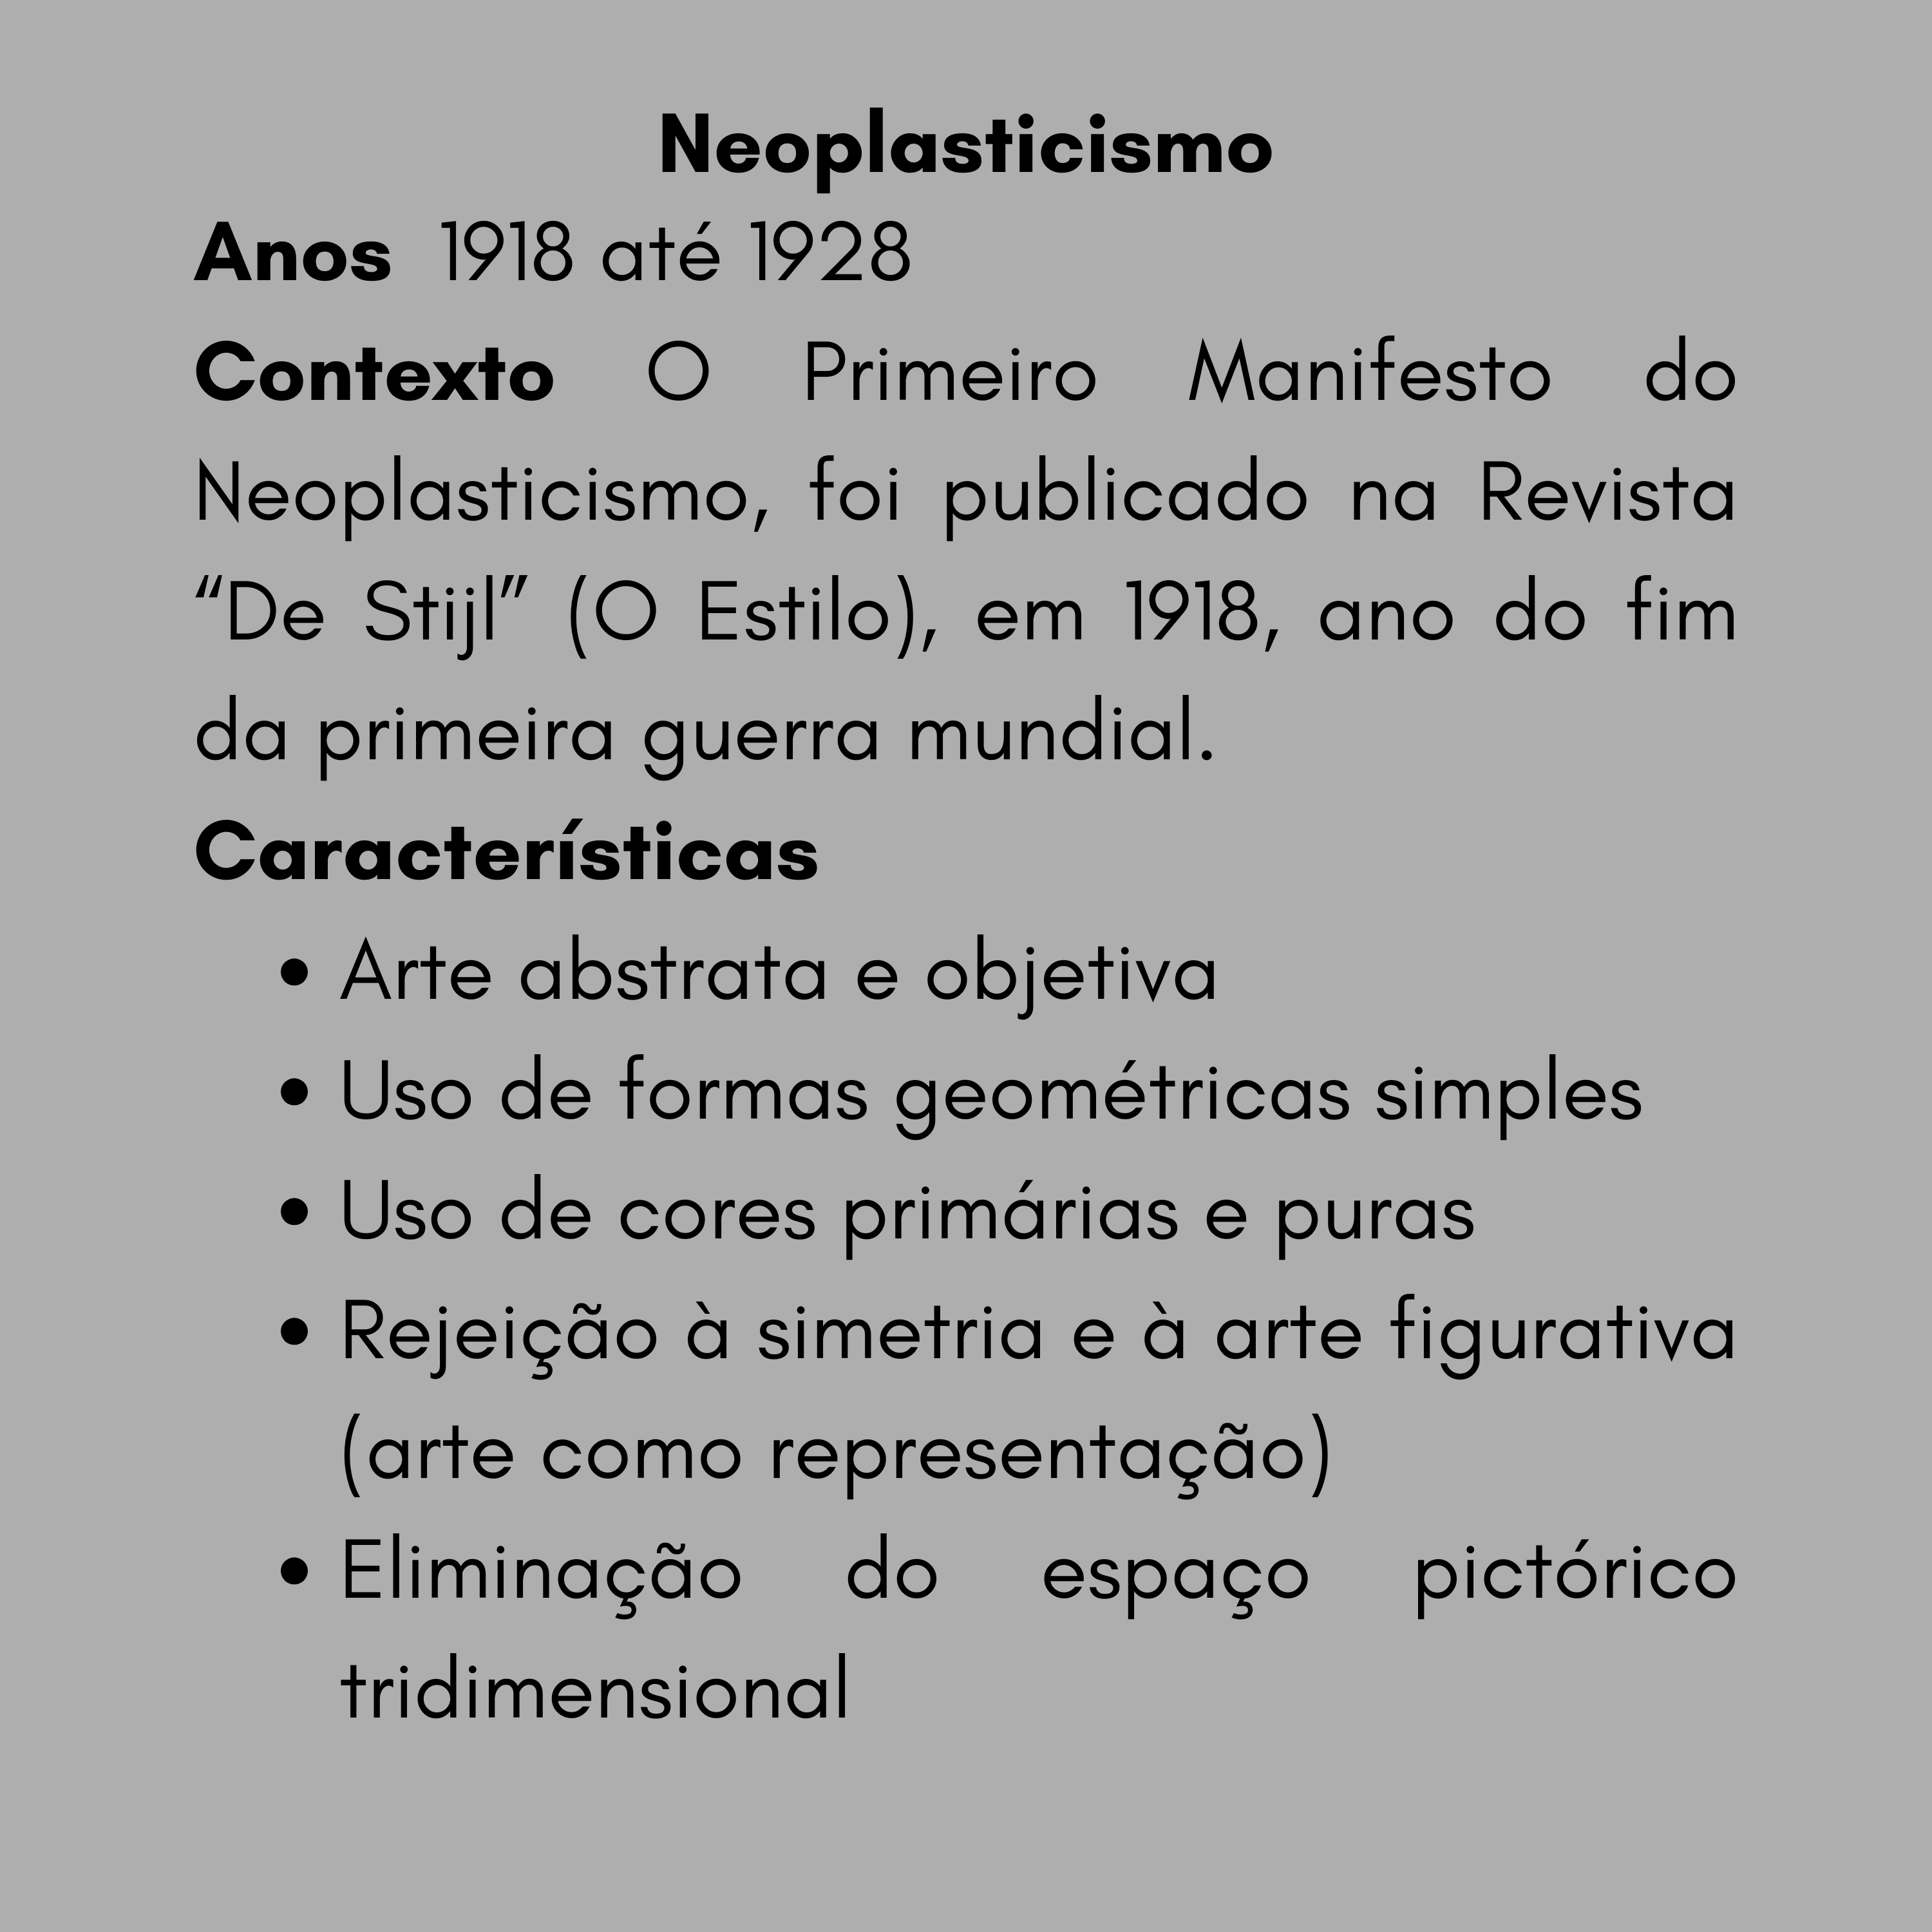 Neoplasticismo
Anos 1918 até 1928
Contexto O Primeiro Manifesto do
Neoplasticismo, foi publicado na Revista
“De Stijl” (O Estilo), em 1918, ano do fim
da primeira guerra mundial.
Características
• Arte abstrata e objetiva
• Uso de formas geométricas simples
• Uso de cores primárias e puras
• Rejeição à simetria e à arte figurativa
(arte como representação)
• Eliminação do espaço pictórico
tridimensional